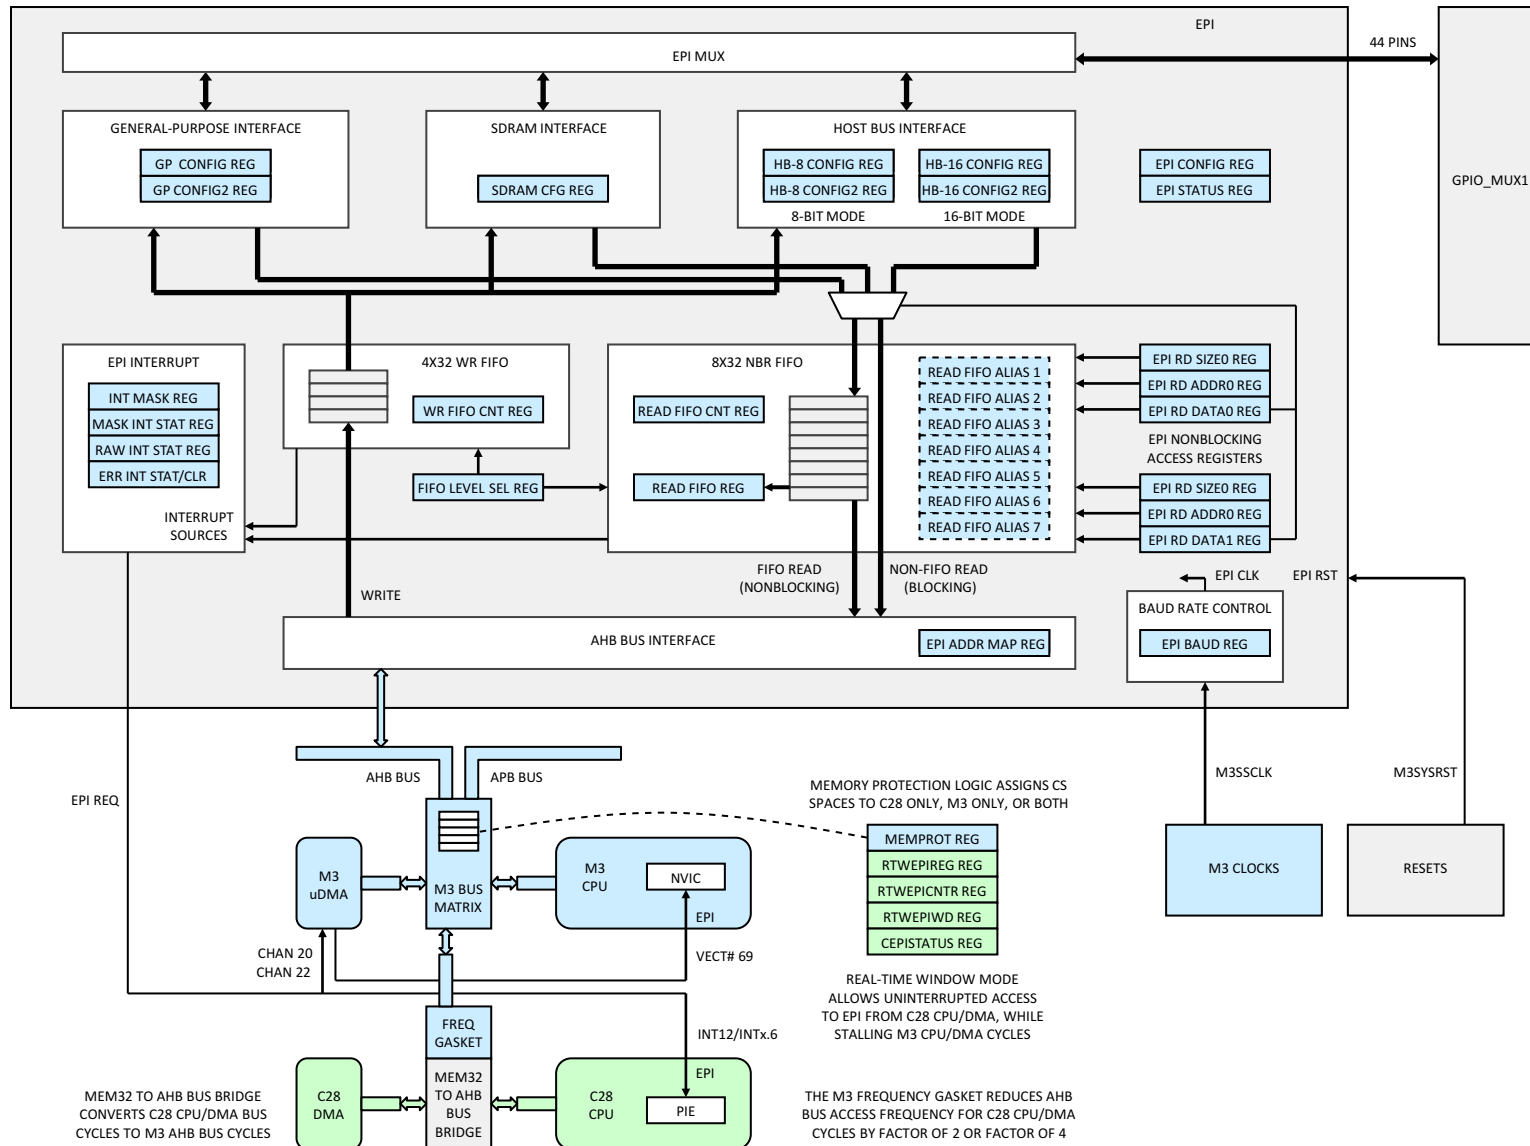 EPI
44 PINS
EPI MUX
GENERAL-PURPOSE INTERFACE
GP  CONFIG REG
GP CONFIG2 REG
SDRAM INTERFACE
SDRAM CFG REG
HOST BUS INTERFACE
HB-8 CONFIG REG
HB-8 CONFIG2 REG
8-BIT MODE
HB-16 CONFIG REG
HB-16 CONFIG2 REG
16-BIT MODE
EPI CONFIG REG
EPI STATUS REG
GPIO_MUX1
EPI INTERRUPT
INT MASK REG
MASK INT STAT REG
RAW INT STAT REG
ERR INT STAT/CLR
INTERRUPT
SOURCES
4X32 WR FIFO
WR FIFO CNT REG
FIFO LEVEL SEL REG
8X32 NBR FIFO
READ FIFO CNT REG
READ FIFO REG
READ FIFO ALIAS 1
READ FIFO ALIAS 2
READ FIFO ALIAS 3
READ FIFO ALIAS 4
READ FIFO ALIAS 5
READ FIFO ALIAS 6
READ FIFO ALIAS 7
EPI RD SIZE0 REG
EPI RD ADDR0 REG
EPI RD DATA0 REG
EPI NONBLOCKING
ACCESS REGISTERS
EPI RD SIZE0 REG
EPI RD ADDR0 REG
EPI RD DATA1 REG
WRITE
FIFO READ
(NONBLOCKING)
NON-FIFO READ
(BLOCKING)
EPI CLK
EPI RST
BAUD RATE CONTROL
EPI BAUD REG
AHB BUS INTERFACE
EPI ADDR MAP REG
AHB BUS
APB BUS
EPI REQ
M3SSCLK
M3SYSRST
MEMORY PROTECTION LOGIC ASSIGNS CS
SPACES TO C28 ONLY, M3 ONLY, OR BOTH
MEMPROT REG
RTWEPIREG REG
RTWEPICNTR REG
RTWEPIWD REG
CEPISTATUS REG
M3 CLOCKS
RESETS
M3
uDMA
M3 BUS
MATRIX
M3
CPU
NVIC
EPI
CHAN 20
CHAN 22
VECT# 69
REAL-TIME WINDOW MODE
ALLOWS UNINTERRUPTED ACCESS
TO EPI FROM C28 CPU/DMA, WHILE
STALLING M3 CPU/DMA CYCLES
FREQ
GASKET
INT12/INTx.6
MEM32 TO AHB BUS BRIDGE
CONVERTS C28 CPU/DMA BUS
CYCLES TO M3 AHB BUS CYCLES
C28
DMA
MEM32
TO AHB
BUS
BRIDGE
C28
CPU
EPI
PIE
THE M3 FREQUENCY GASKET REDUCES AHB
BUS ACCESS FREQUENCY FOR C28 CPU/DMA
CYCLES BY FACTOR OF 2 OR FACTOR OF 4